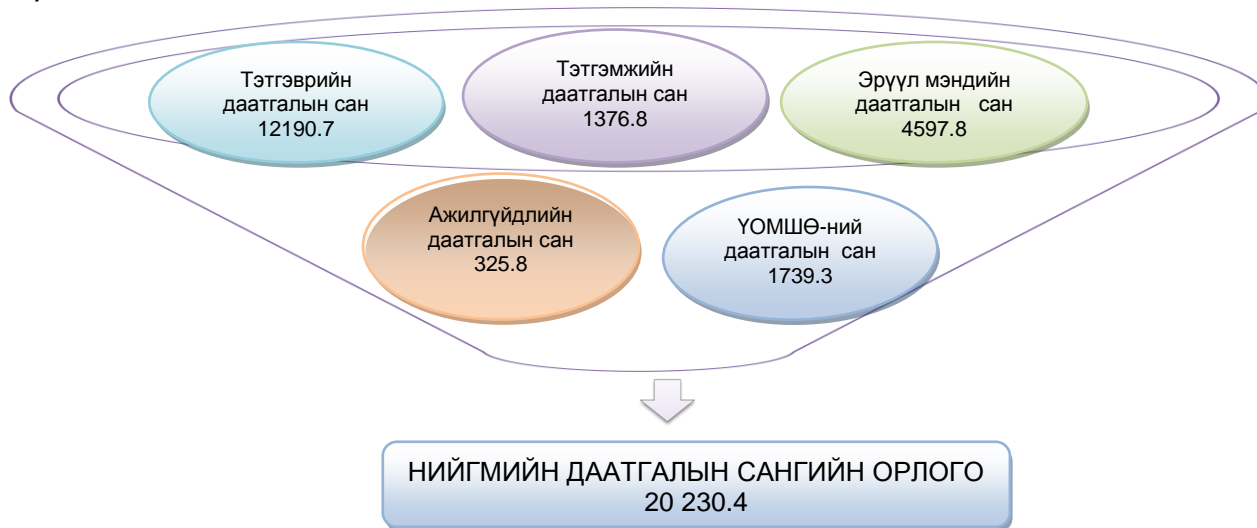 Тэтгэврийн
даатгалын сан
12190.7
Тэтгэмжийн
даатгалын сан
1376.8
Эрүүл мэндийн
даатгалын сан
4597.8
Ажилгүйдлийн
даатгалын сан
325.8
ҮОМШӨ-ний
даатгалын сан
1739.3
НИЙГМИЙН ДААТГАЛЫН САНГИЙН ОРЛОГО
20 230.4